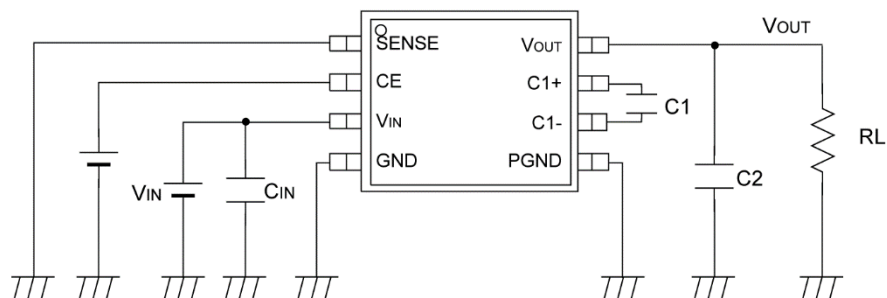 SENSE
CE
VIN
GND
VOUT
C1+
C1-
PGND
VOUT
C1
C2
RL
VIN
CIN